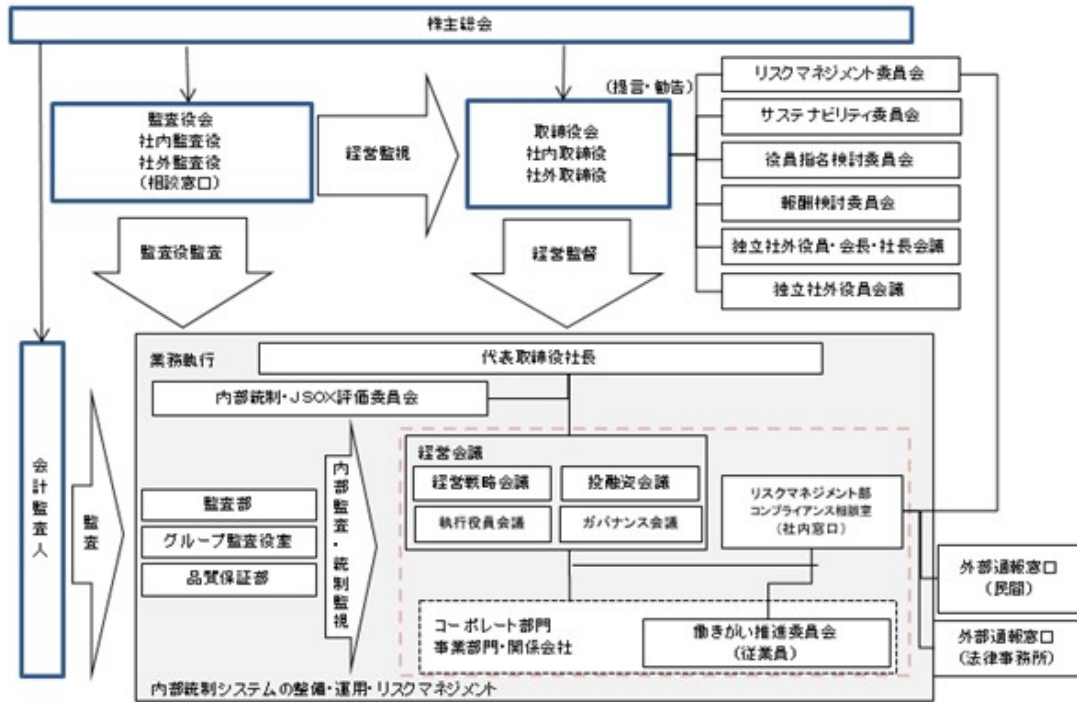 株主総会
監査役会
社内監査役
社外監査役
(相談窓口)
経営監視
取締役会
社内取締役
社外取締役
(提言・勧告)
リスクマネジメント委員会
サステナビリティ委員会
役員指名検討委員会
報酬検討委員会
独立社外役員・会長・社長会議
独立社外役員会議
監査役監査
経営監督
会計監査人
監査
業務執行
代表取締役社長
内部統制・JSOX評価委員会
監査部
グループ監査役室
品質保証部
内部監査・統制監視
経営会議
経営戦略会議
投融資会議
執行役員会議
ガバナンス会議
リスクマネジメント部
コンプライアンス相談室
(社内窓口)
コーポレート部門
事業部門・関係会社
働きがい推進委員会
(従業員)
外部通報窓口
(民間)
外部通報窓口
(法律事務所)
内部統制システムの整備・運用・リスクマネジメント